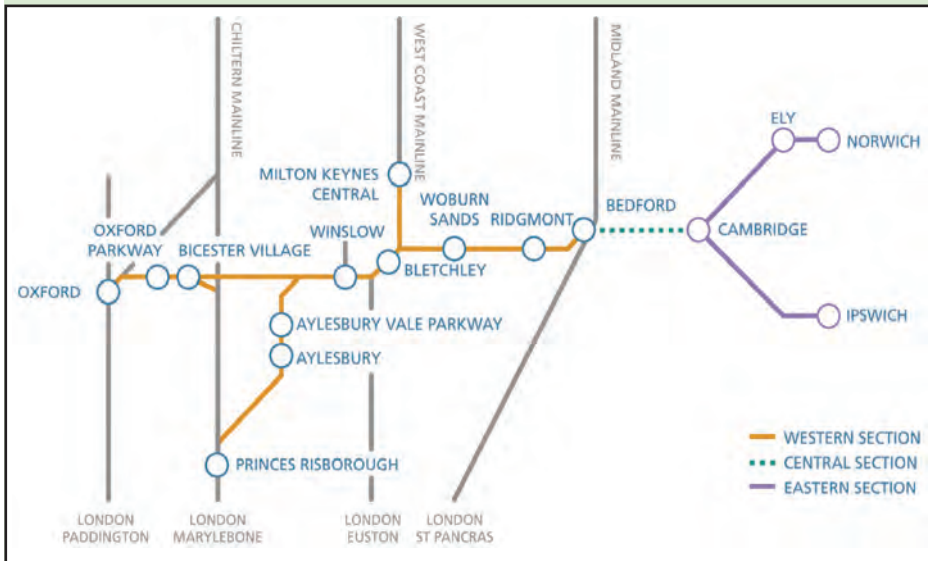 CHILTERN MAINLINE
WEST COAST MAINLINE
MIDLAND MAINLINE
ELY
NORWICH
MILTON KEYNES
CENTRAL
WOBURN
SANDS
RIDGMONT
BEDFORD
CAMBRIDGE
OXFORD
PARKWAY
BICESTER VILLAGE
WINSLOW
BLETCHLEY
OXFORD
AYLESBURY VALE PARKWAY
IPSWICH
AYLESBURY
PRINCES RISBOROUGH
WESTERN SECTION
CENTRAL SECTION
EASTERN SECTION
LONDON
PADDINGTON
LONDON
MARYLEBONE
LONDON
EUSTON
LONDON
ST PANCRAS